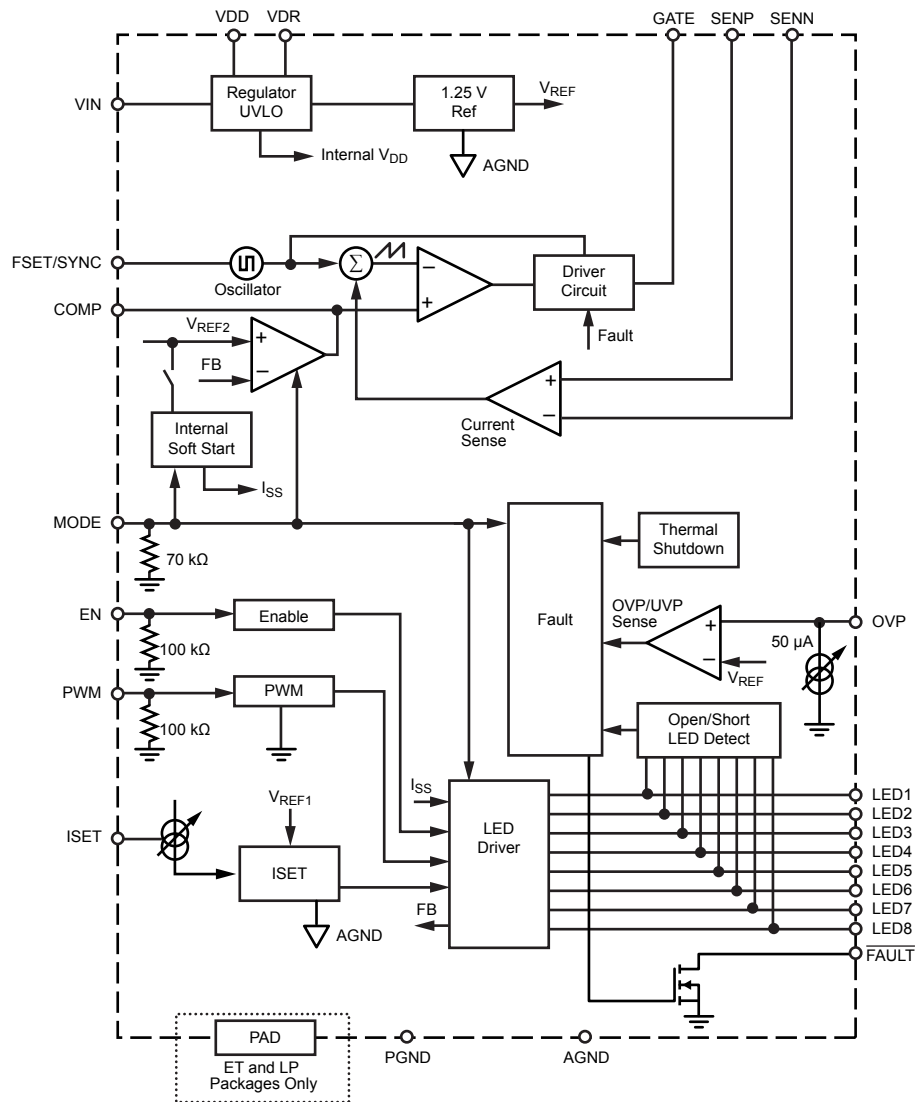 VDD VDR GATE SENP SENN
VIN
Regulator
UVLO
1.25 V
Ref
VREF
Internal VDD
AGND
FSET/SYNC
Oscillator
Σ
−
+
Driver
Circuit
COMP
VREF2
+
FB
−
Fault
+
−
Current
Sense
Internal
Soft Start
ISS
MODE
70 kΩ
Fault
Thermal
Shutdown
EN
Enable
100 kΩ
OVP/UVP
Sense
+
−
VREF
50 µA
OVP
PWM
PWM
100 kΩ
Open/Short
LED Detect
ISS
VREF1
LED
Driver
ISET
ISET
FB
AGND
LED1
LED2
LED3
LED4
LED5
LED6
LED7
LED8
FAULT
PAD
ET and LP
Packages Only
PGND
AGND